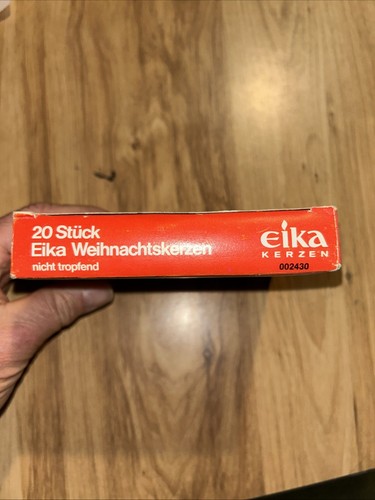 20 Stück
Eika Weihnachtskerzen
nicht tropfend
eika
KERZEN
002430